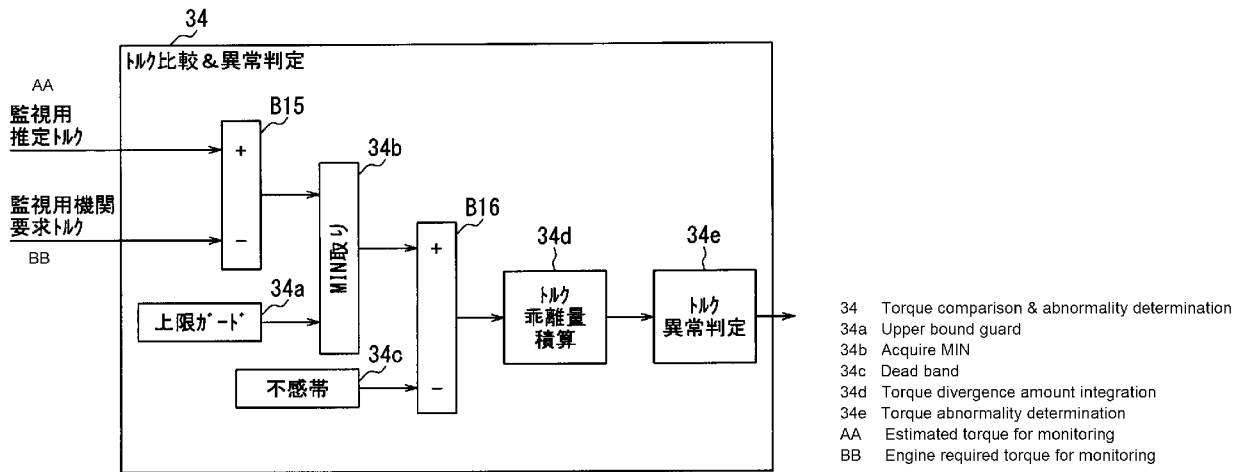 34
トルク比較&異常判定
AA
監視用
推定トルク
B15
+
-
34b
MIN取り
監視用機関
要求トルク
BB
34a
上限ガード
B16
+
-
34c
不感帯
34d
トルク
乖離量
積算
34e
トルク
異常判定
34 Torque comparison & abnormality determination
34a Upper bound guard
34b Acquire MIN
34c Dead band
34d Torque divergence amount integration
34e Torque abnormality determination
AA Estimated torque for monitoring
BB Engine required torque for monitoring